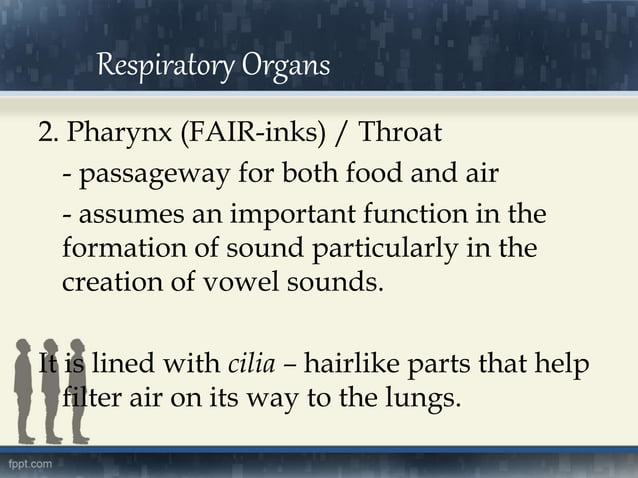 Respiratory Organs
2. Pharynx (FAIR-inks) / Throat
- passageway for both food and air
- assumes an important function in the
formation of sound particularly in the
creation of vowel sounds.
It is lined with cilia – hairlike parts that help
filter air on its way to the lungs.
fppt.com